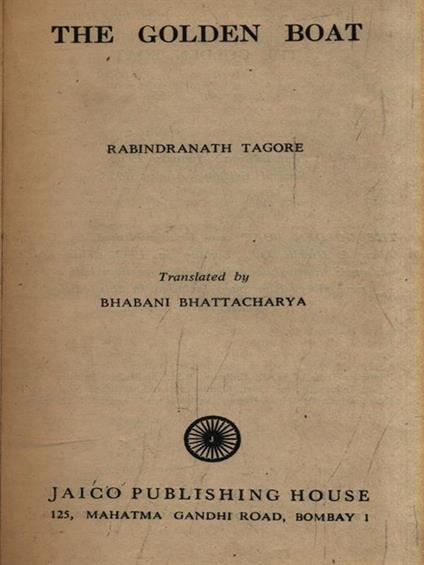 THE GOLDEN BOAT
RABINDRANATH TAGORE
Translated by
BHABANI BHATTACHARYA
J
JAICO PUBLISHING HOUSE
125, MAHATMA GANDHI ROAD, BOMBAY 1